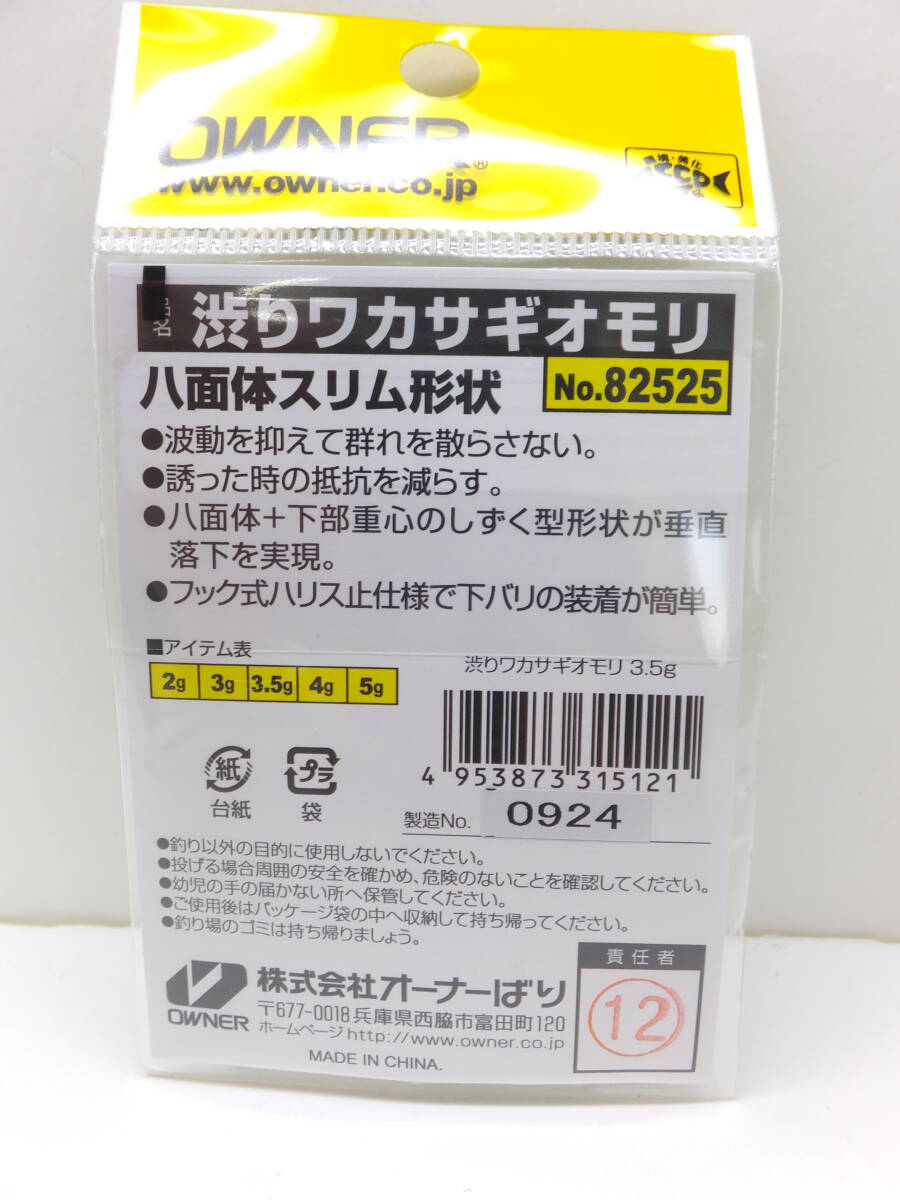 OWNER®
www.owner.co.jp
環境・美化
品名
渋りワカサギオモリ
八面体スリム形状
No.82525
●波動を抑えて群れを散らさない。
●誘った時の抵抗を減らす。
●八面体+下部重心のしずく型形状が垂直
落下を実現。
●フック式ハリス止仕様で下バリの装着が簡単。
■アイテム表
2g 3g 3.5g 4g 5g
渋りワカサギオモリ 3.5g
4 953873 315121
紙
台紙
プラ
袋
製造No. 0924
●釣り以外の目的に使用しないでください。
●投げる場合周囲の安全を確かめ、危険のないことを確認してください。
●幼児の手の届かない所へ保管してください。
●ご使用後はパッケージ袋の中へ収納して持ち帰ってください。
●釣り場のゴミは持ち帰りましょう。
OWNER
株式会社オーナーばり
〒677-0018 兵庫県西脇市富田町120
ホームページ http://www.owner.co.jp
MADE IN CHINA.
責任者
12